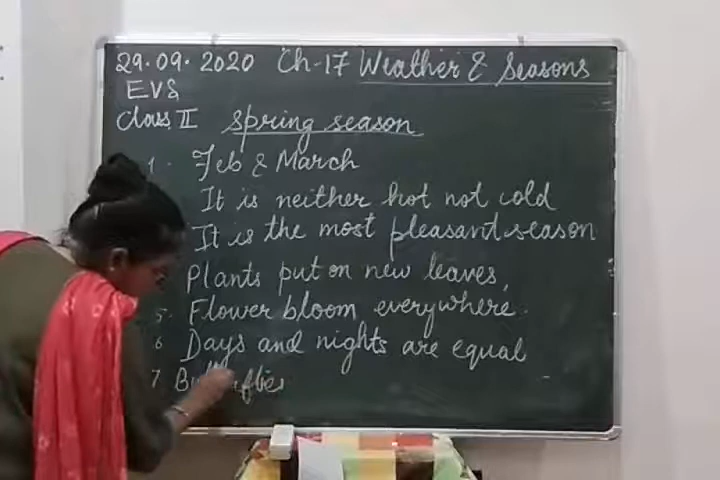 29.09.2020 Ch-17 Weather & Seasons
EVS
Class II Spring season
1. Feb & March
It is neither hot not cold
It is the most pleasant season
Plants put on new leaves,
5. Flower bloom everywhere.
6 Days and nights are equal
7